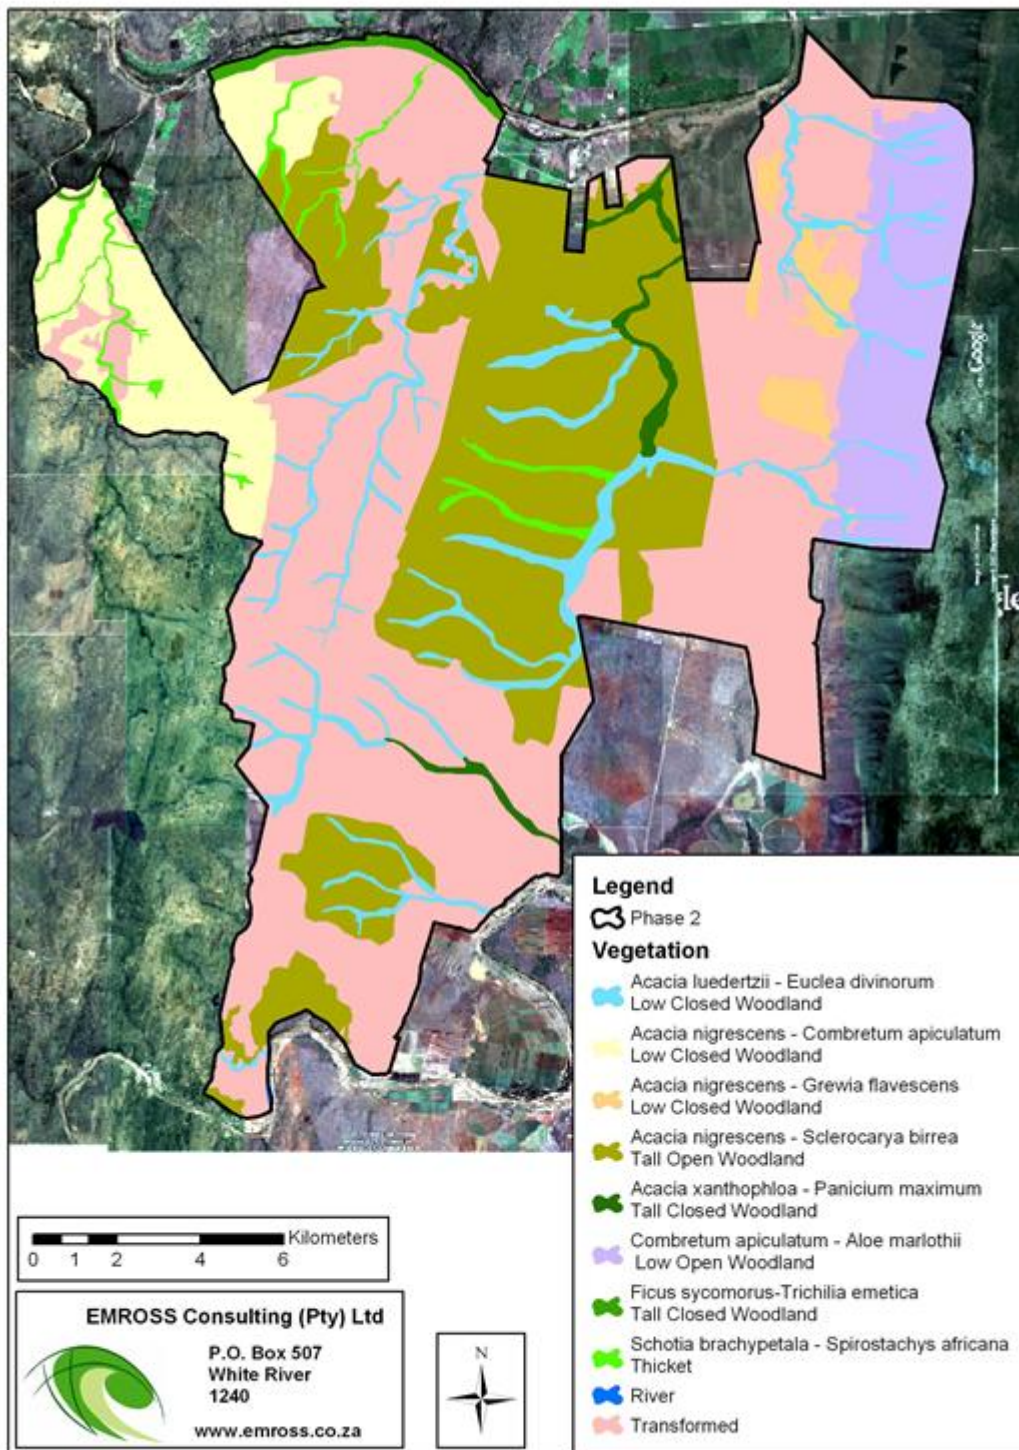 Google
Legend
Phase 2
Vegetation
Acacia luedertzii - Euclea divinorum
Low Closed Woodland
Acacia nigrescens - Combretum apiculatum
Low Closed Woodland
Acacia nigrescens - Grewia flavescens
Low Closed Woodland
Acacia nigrescens - Sclerocarya birrea
Tall Open Woodland
Acacia xanthophloa - Panicium maximum
Tall Closed Woodland
Combretum apiculatum - Aloe marlothii
Low Open Woodland
Ficus sycomorus-Trichilia emetica
Tall Closed Woodland
Schotia brachypetala - Spirostachys africana
Thicket
River
Transformed
Kilometers
0 1 2 4 6
EMROSS Consulting (Pty) Ltd
P.O. Box 507
White River
1240
www.emross.co.za
N